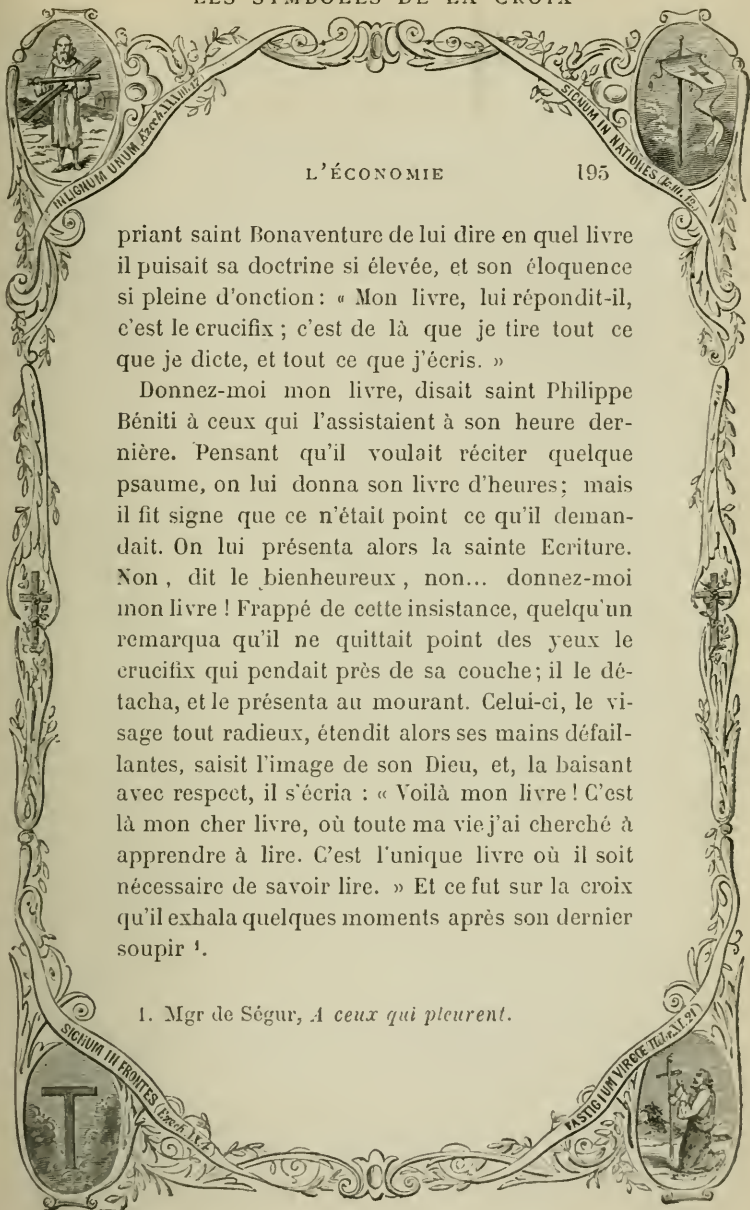 LES SYMBOLES DE LA CROIX
IN LIGNUM UNUM
SIGNUM IN NATIONES
L'ÉCONOMIE 195
priant saint Bonaventure de lui dire en quel livre
il puisait sa doctrine si élevée, et son éloquence
si pleine d'onction : « Mon livre, lui répondit-il,
c'est le crucifix ; c'est de là que je tire tout ce
que je dicte, et tout ce que j'écris. »
Donnez-moi mon livre, disait saint Philippe
Béniti à ceux qui l'assistaient à son heure der-
nière. Pensant qu'il voulait réciter quelque
psaume, on lui donna son livre d'heures; mais
il fit signe que ce n'était point ce qu'il deman-
dait. On lui présenta alors la sainte Ecriture.
Non, dit le bienheureux, non... donnez-moi
mon livre ! Frappé de cette insistance, quelqu'un
remarqua qu'il ne quittait point des yeux le
crucifix qui pendait près de sa couche; il le dé-
tacha, et le présenta au mourant. Celui-ci, le vi-
sage tout radieux, étendit alors ses mains défail-
lantes, saisit l'image de son Dieu, et, la baisant
avec respect, il s'écria : « Voilà mon livre ! C'est
là mon cher livre, où toute ma vie j'ai cherché à
apprendre à lire. C'est l'unique livre où il soit
nécessaire de savoir lire. » Et ce fut sur la croix
qu'il exhala quelques moments après son dernier
soupir 1.
1. Mgr de Ségur, A ceux qui pleurent.
SIGNUM IN FRONTES (Ezech. IX. 4
FASTIGIUM VIRGŒ
T